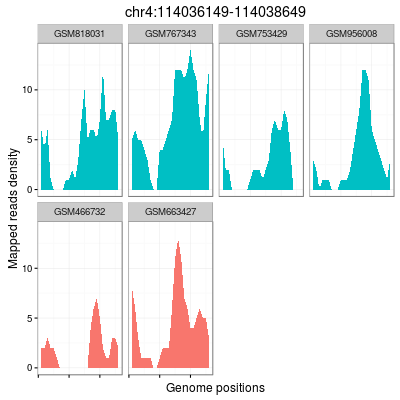 chr4:114036149-114038649
GSM818031 GSM767343 GSM753429 GSM956008
10
5
0
GSM466732 GSM663427
10
5
0
Mapped reads density
Genome positions